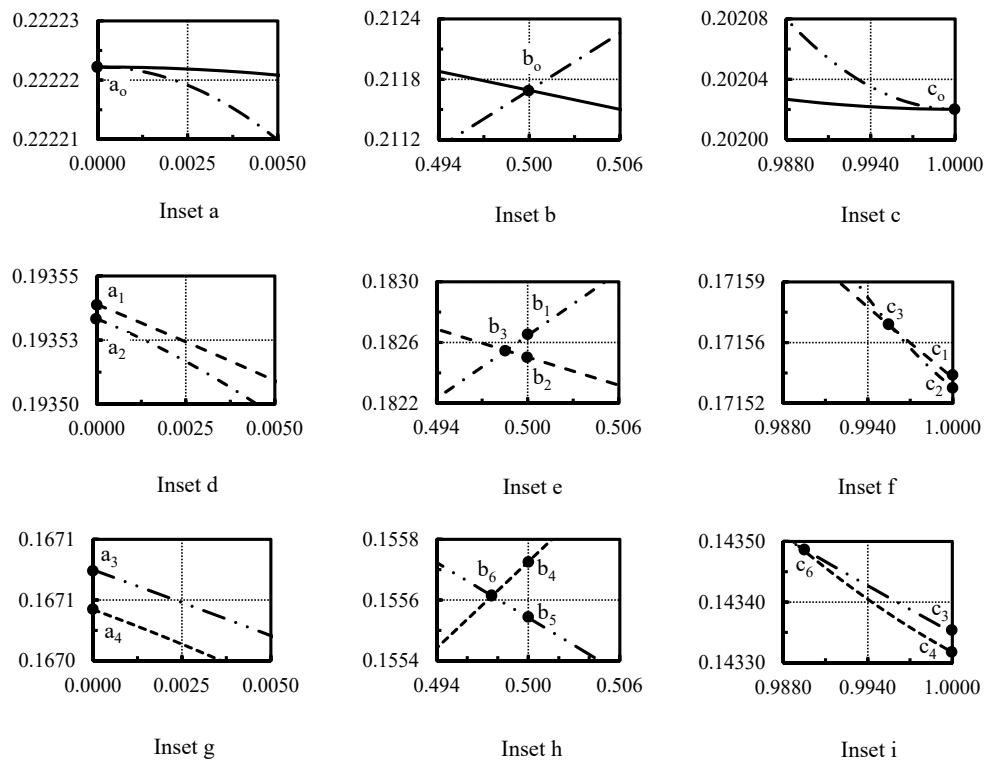 0.22223
0.22222
0.22221
a₀
0.0000 0.0025 0.0050
Inset a
0.2124
0.2118
0.2112
b₀
0.494 0.500 0.506
Inset b
0.20208
0.20204
0.20200
c₀
0.9880 0.9940 1.0000
Inset c
0.19355
0.19353
0.19350
a₁
a₂
0.0000 0.0025 0.0050
Inset d
0.1830
0.1826
0.1822
b₁
b₃
b₂
0.494 0.500 0.506
Inset e
0.17159
0.17156
0.17152
c₃
c₁
c₂
0.9880 0.9940 1.0000
Inset f
0.1671
0.1671
0.1670
a₃
a₄
0.0000 0.0025 0.0050
Inset g
0.1558
0.1556
0.1554
b₆
b₄
b₅
0.494 0.500 0.506
Inset h
0.14350
0.14340
0.14330
c₆
c₃
c₄
0.9880 0.9940 1.0000
Inset i